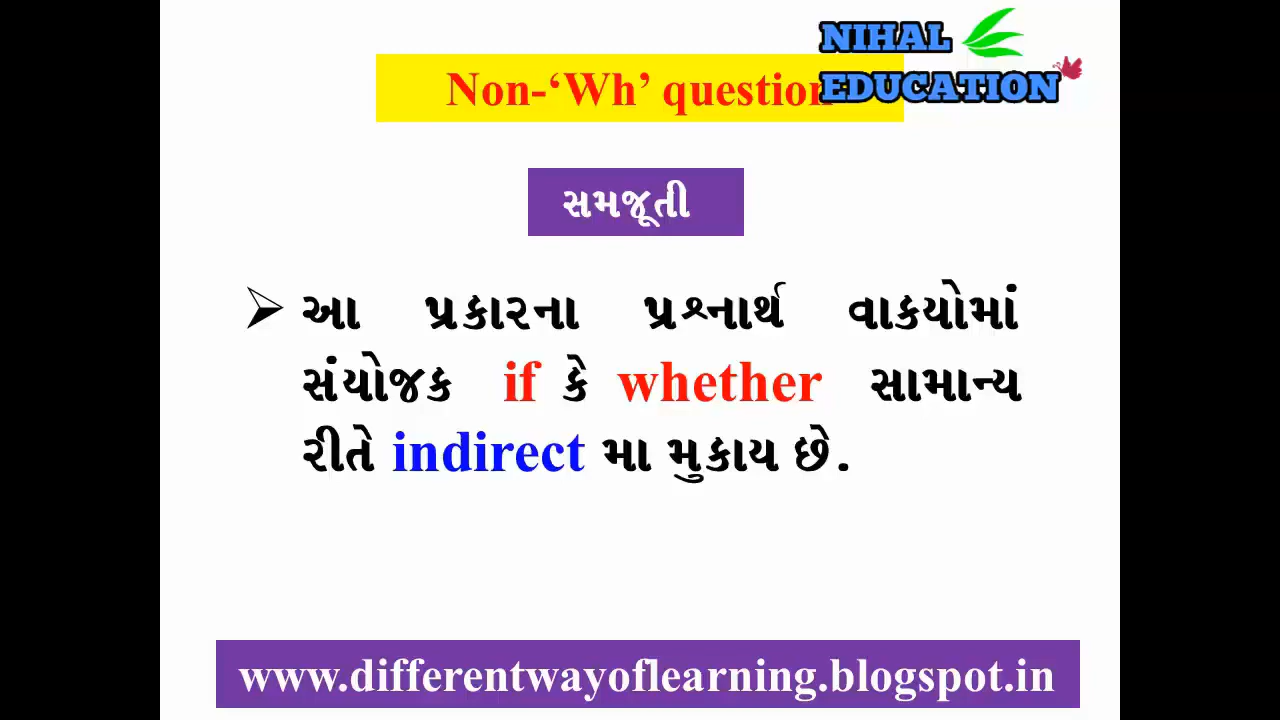 NIHAL
EDUCATION
Non-‘Wh’ question
સમજૂતી
➢ આ પ્રકારના પ્રશ્નાર્થ વાકયોમાં
સંયોજક if કે whether સામાન્ય
રીતે indirect મા મુકાય છે.
www.differentwayoflearning.blogspot.in